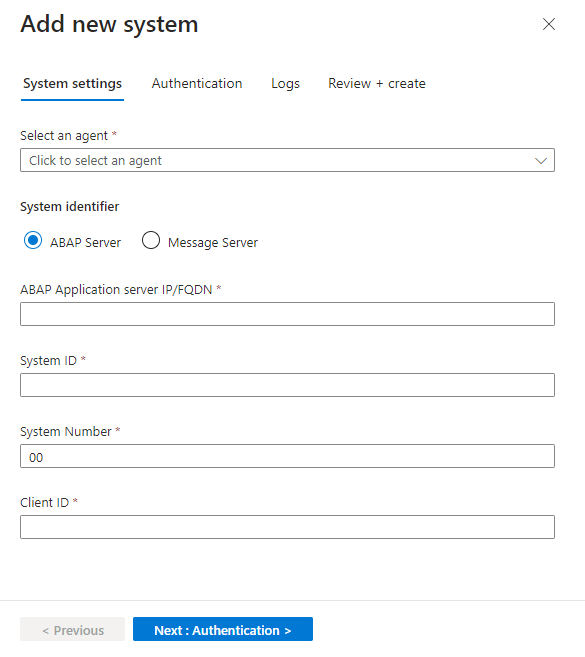 Add new system
System settings Authentication Logs Review + create
Select an agent *
Click to select an agent
System identifier
ABAP Server Message Server
ABAP Application server IP/FQDN *
System ID *
System Number *
00
Client ID *
< Previous Next : Authentication >